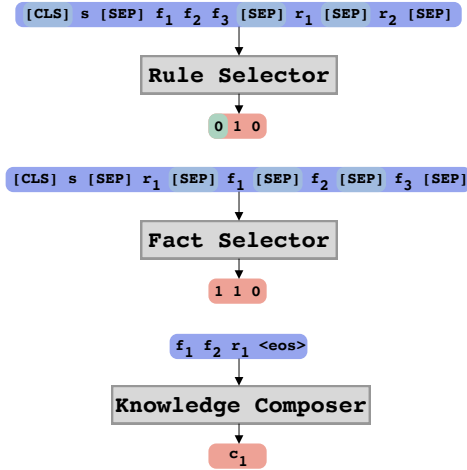 [CLS] s [SEP] f₁ f₂ f₃ [SEP] r₁ [SEP] r₂ [SEP]
Rule Selector
0 1 0
[CLS] s [SEP] r₁ [SEP] f₁ [SEP] f₂ [SEP] f₃ [SEP]
Fact Selector
1 1 0
f₁ f₂ r₁ <eos>
Knowledge Composer
c₁